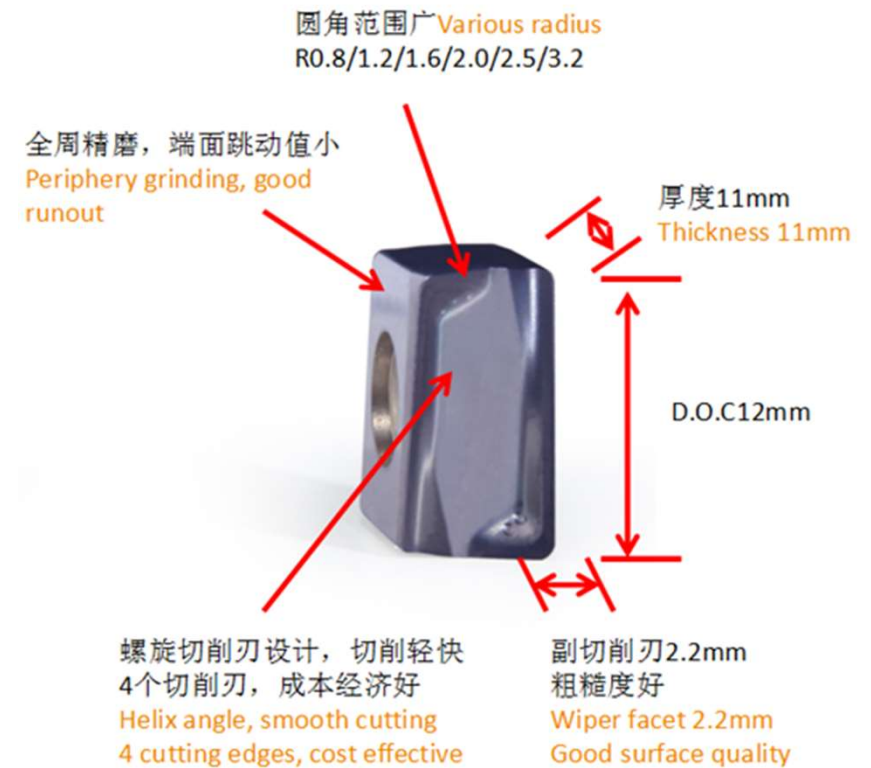 圆角范围广Various radius
R0.8/1.2/1.6/2.0/2.5/3.2
全周精磨，端面跳动值小
Periphery grinding, good
runout
厚度11mm
Thickness 11mm
D.O.C12mm
螺旋切削刃设计，切削轻快
4个切削刃，成本经济好
Helix angle, smooth cutting
4 cutting edges, cost effective
副切削刃2.2mm
粗糙度好
Wiper facet 2.2mm
Good surface quality